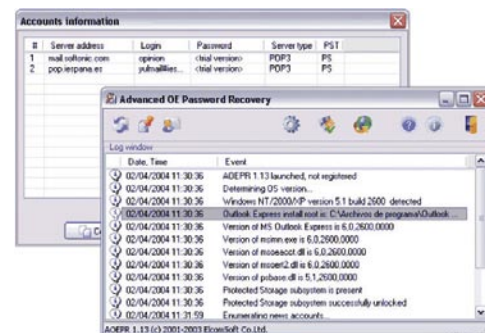 Accounts information
# Server address Login Password Server type PST
1 mail.softonic.com opinion <trial version> POP3 PS
2 pop.iespana.es yulmail#ies... <trial version> POP3 PS
Advanced OE Password Recovery
Log window
Date, Time Event
02/04/2004 11:30:36 AOEPR 1.13 launched, not registered
02/04/2004 11:30:36 Determining OS version...
02/04/2004 11:30:36 Windows NT/2000/XP version 5.1 build 2600 detected
02/04/2004 11:30:36 Outlook Express install root is: C:\Archivos de programa\Outlook ...
02/04/2004 11:30:36 Version of MS Outlook Express is 6,0,2600,0000
02/04/2004 11:30:36 Version of msimn.exe is 6,0,2600,0000
02/04/2004 11:30:36 Version of msoeacct.dll is 6,0,2600,0000
02/04/2004 11:30:36 Version of msoert2.dll is 6,0,2600,0000
02/04/2004 11:30:36 Version of psbase.dll is 5,1,2600,0000
02/04/2004 11:30:36 Protected Storage subsystem is present
02/04/2004 11:30:36 Protected Storage subsystem successfully unlocked
02/04/2004 11:31:59 Enumerating news accounts...
AOEPR 1.13 (c) 2001-2003 ElcomSoft Co.Ltd.